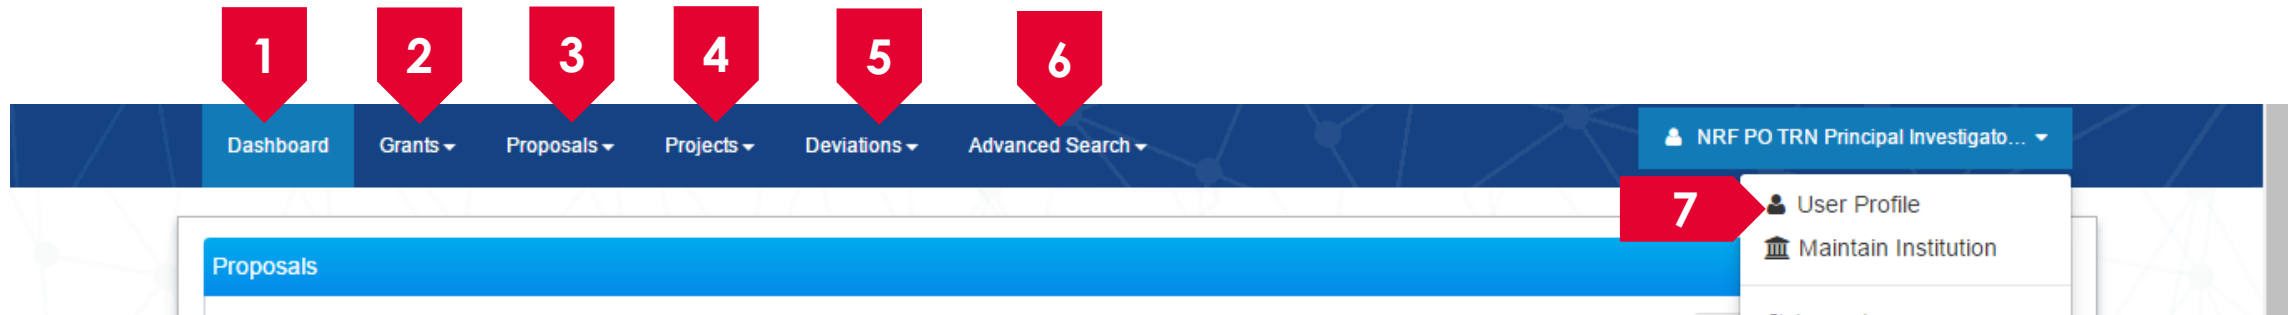 1 2 3 4 5 6
Dashboard Grants Proposals Projects Deviations Advanced Search NRF PO TRN Principal Investigato...
7 User Profile
Maintain Institution
Proposals